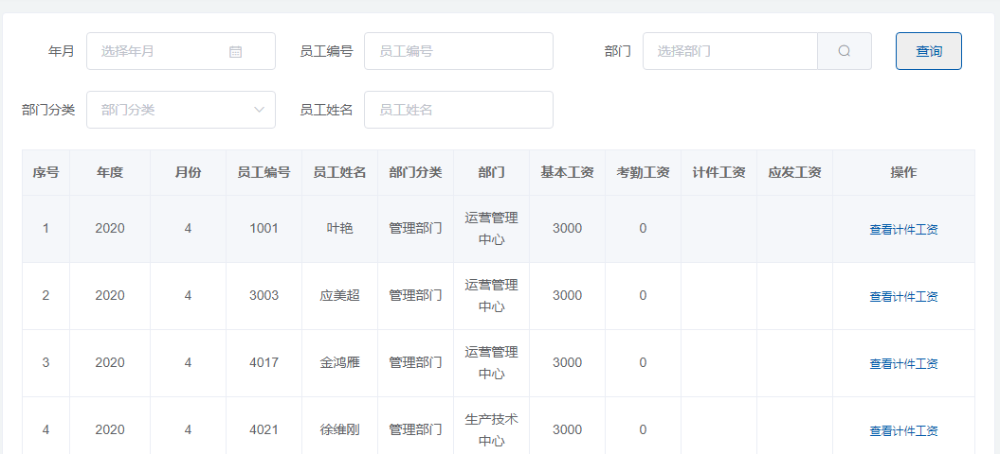 年月 选择年月 员工编号 员工编号 部门 选择部门 查询
部门分类 部门分类 员工姓名 员工姓名
序号 年度 月份 员工编号 员工姓名 部门分类 部门 基本工资 考勤工资 计件工资 应发工资 操作
1 2020 4 1001 叶艳 管理部门 运营管理 3000 0 查看计件工资
中心
2 2020 4 3003 应美超 管理部门 运营管理 3000 0 查看计件工资
中心
3 2020 4 4017 金鸿雁 管理部门 运营管理 3000 0 查看计件工资
中心
4 2020 4 4021 徐维刚 管理部门 生产技术 3000 0 查看计件工资
中心